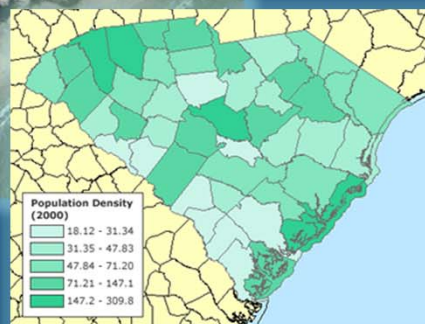 Population Density
(2000)
18.12 - 31.34
31.35 - 47.83
47.84 - 71.20
71.21 - 147.1
147.2 - 309.8